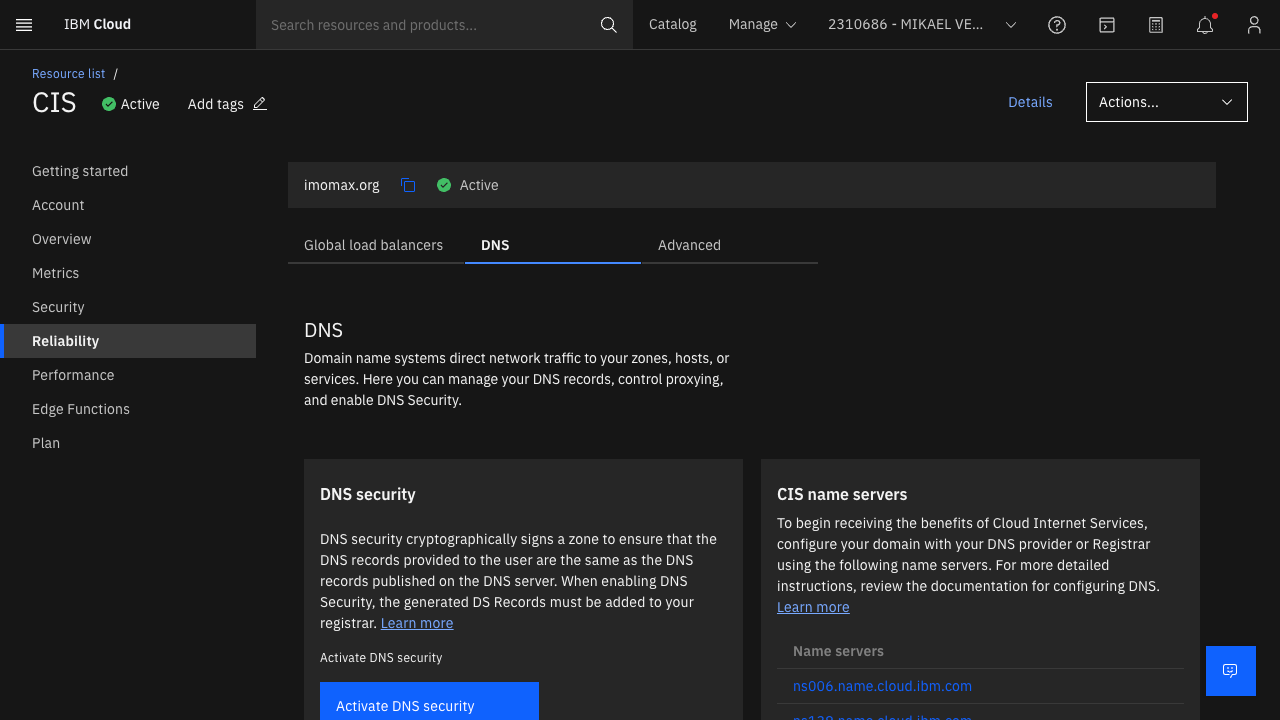 IBM Cloud
Search resources and products...
Catalog
Manage
2310686 - MIKAEL VE...
Resource list /
CIS
Active
Add tags
Details
Actions...
Getting started
Account
Overview
Metrics
Security
Reliability
Performance
Edge Functions
Plan
imomax.org
Active
Global load balancers
DNS
Advanced
DNS
Domain name systems direct network traffic to your zones, hosts, or
services. Here you can manage your DNS records, control proxying,
and enable DNS Security.
DNS security
DNS security cryptographically signs a zone to ensure that the
DNS records provided to the user are the same as the DNS
records published on the DNS server. When enabling DNS
Security, the generated DS Records must be added to your
registrar. Learn more
Activate DNS security
Activate DNS security
CIS name servers
To begin receiving the benefits of Cloud Internet Services,
configure your domain with your DNS provider or Registrar
using the following name servers. For more detailed
instructions, review the documentation for configuring DNS.
Learn more
Name servers
ns006.name.cloud.ibm.com